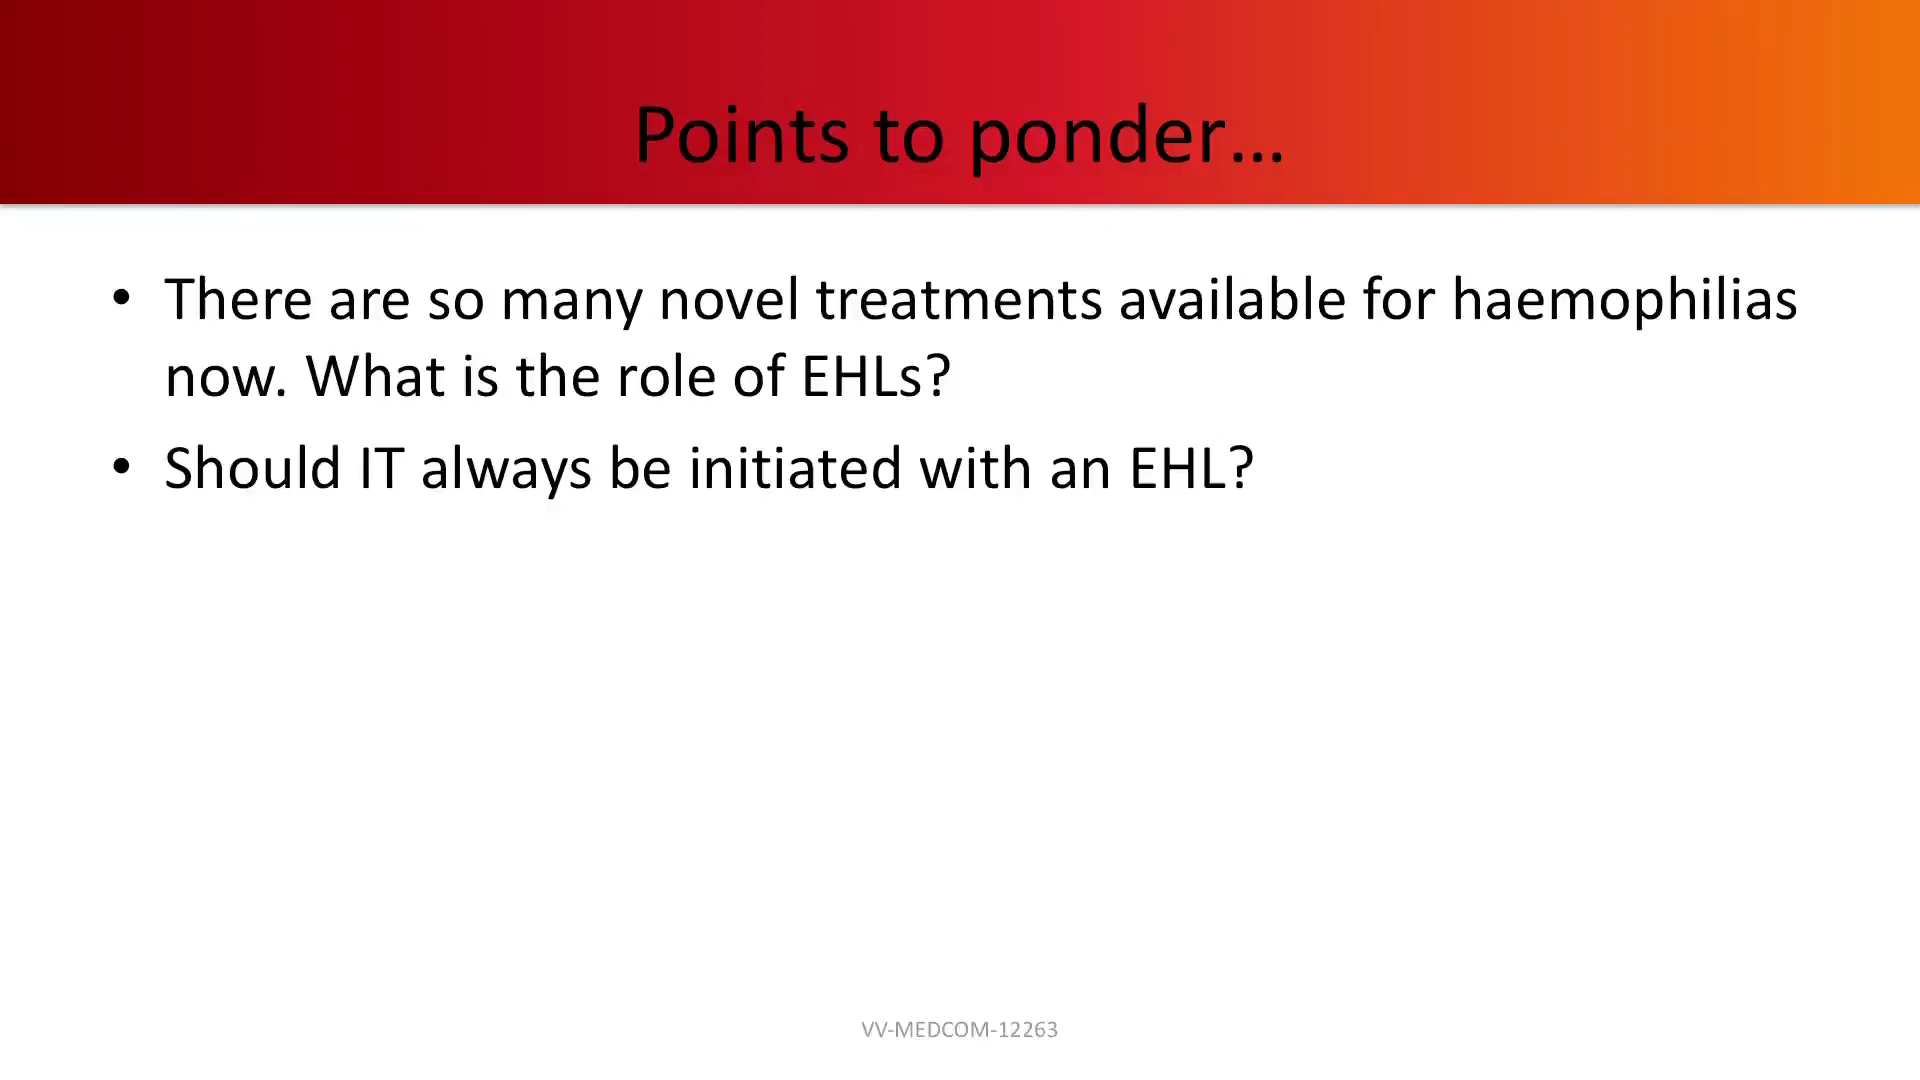 Points to ponder…
• There are so many novel treatments available for haemophilias
now. What is the role of EHLs?
• Should IT always be initiated with an EHL?
VV-MEDCOM-12263